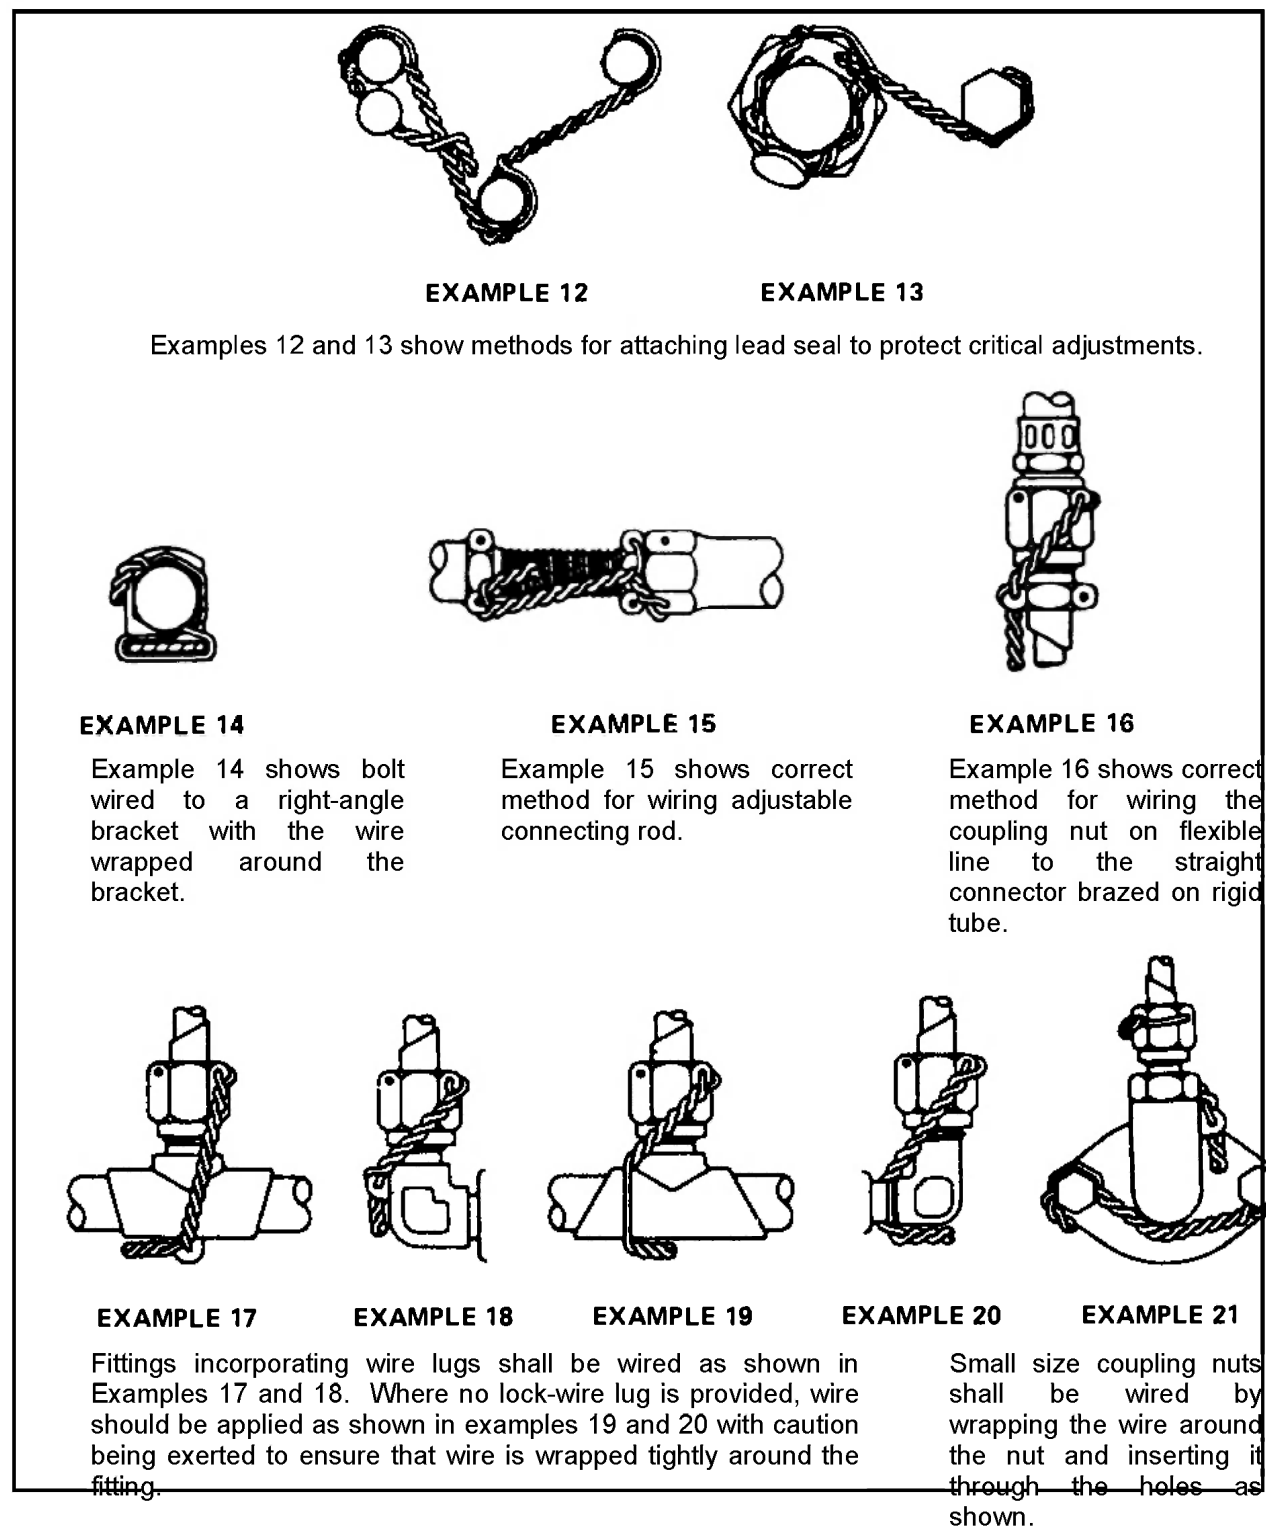 EXAMPLE 12
EXAMPLE 13
Examples 12 and 13 show methods for attaching lead seal to protect critical adjustments.
EXAMPLE 14
Example 14 shows bolt
wired to a right-angle
bracket with the wire
wrapped around the
bracket.
EXAMPLE 15
Example 15 shows correct
method for wiring adjustable
connecting rod.
EXAMPLE 16
Example 16 shows correct
method for wiring the
coupling nut on flexible
line to the straight
connector brazed on rigid
tube.
EXAMPLE 17
EXAMPLE 18
EXAMPLE 19
EXAMPLE 20
EXAMPLE 21
Fittings incorporating wire lugs shall be wired as shown in
Examples 17 and 18. Where no lock-wire lug is provided, wire
should be applied as shown in examples 19 and 20 with caution
being exerted to ensure that wire is wrapped tightly around the
fitting.
Small size coupling nuts
shall be wired by
wrapping the wire around
the nut and inserting it
through the holes as
shown.